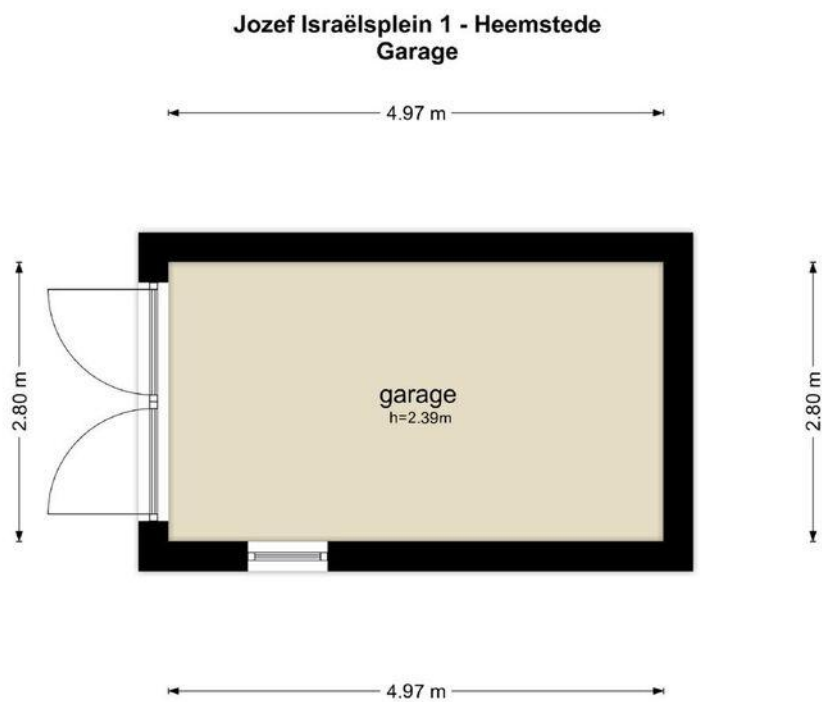 Jozef Israëlsplein 1 - Heemstede
Garage
4.97 m
2.80 m
garage
h=2.39m
2.80 m
4.97 m